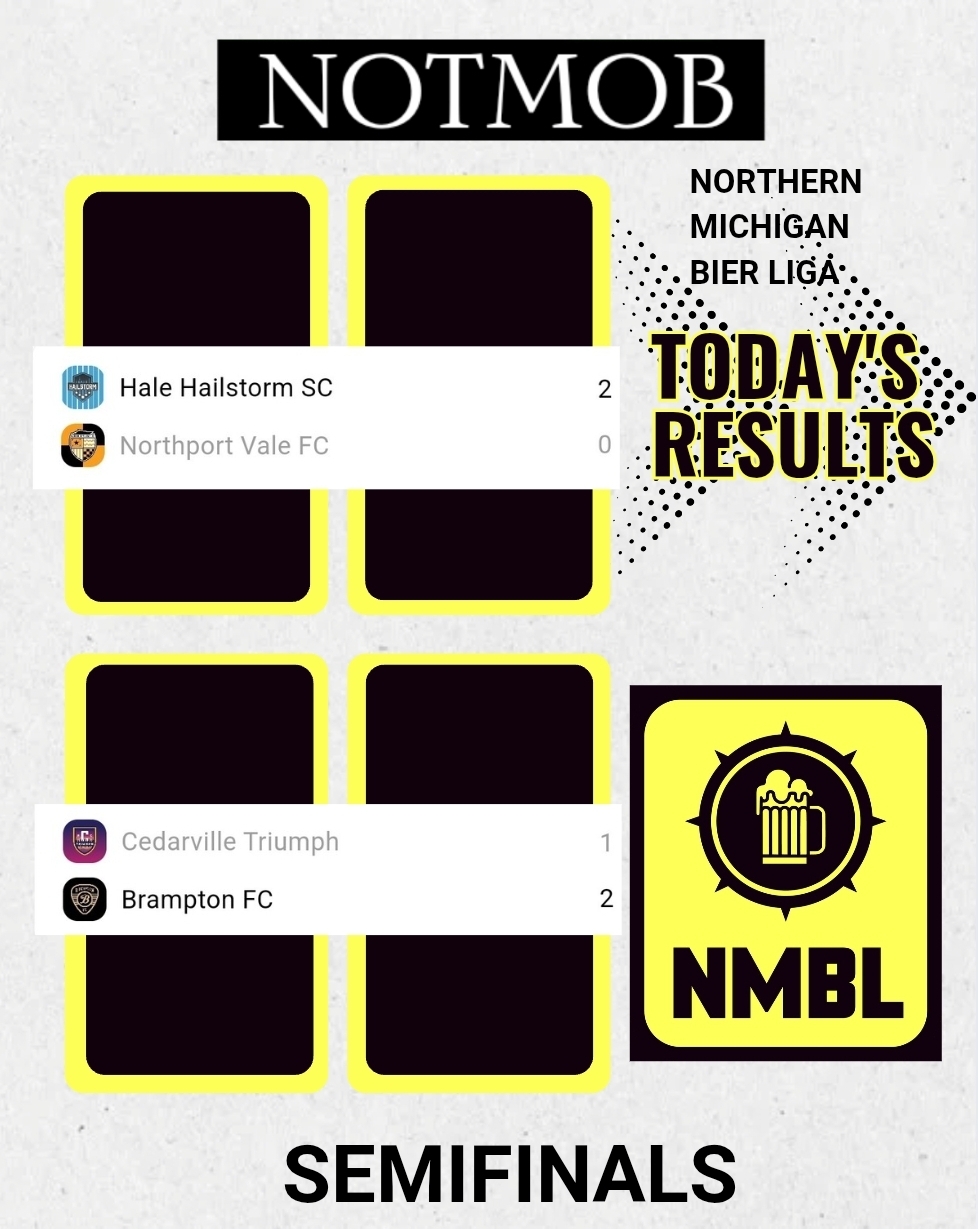 NOTMOB
NORTHERN
MICHIGAN
BIER LIGA
TODAY'S
RESULTS
Hale Hailstorm SC 2
Northport Vale FC 0
Cedarville Triumph 1
Brampton FC 2
NMBL
SEMIFINALS